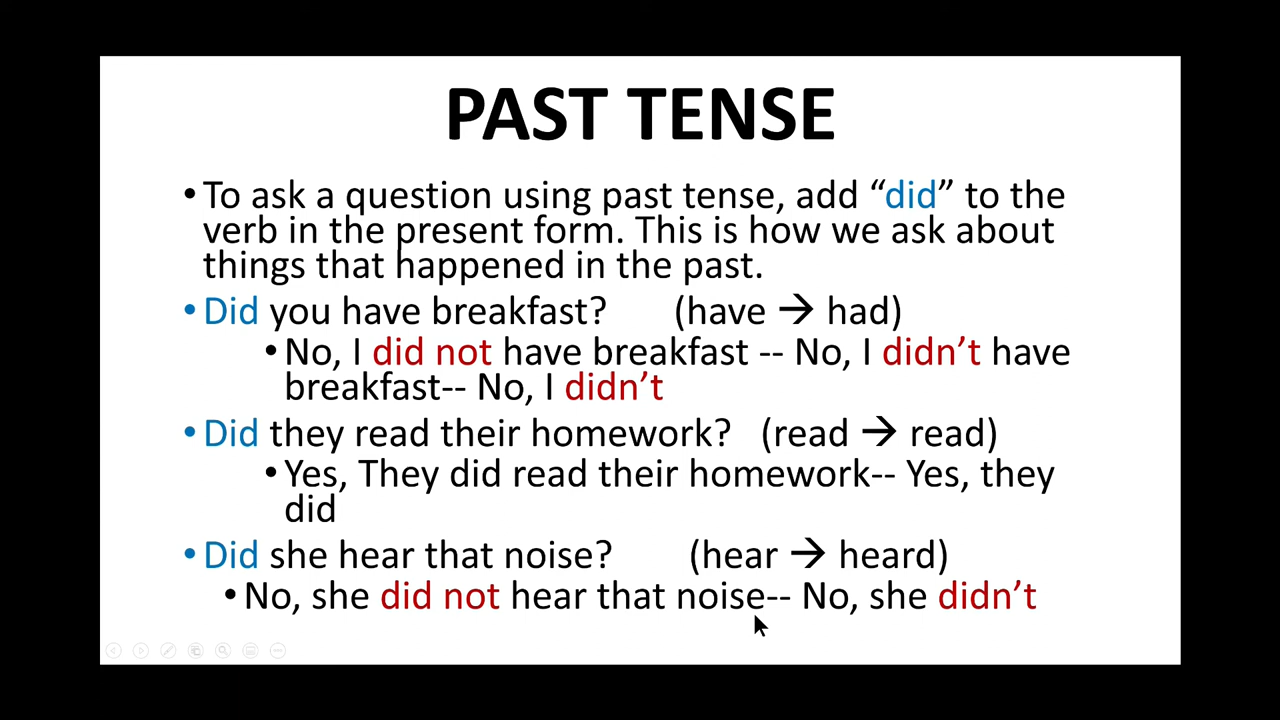 PAST TENSE
• To ask a question using past tense, add “did” to the
verb in the present form. This is how we ask about
things that happened in the past.
• Did you have breakfast? (have → had)
• No, I did not have breakfast -- No, I didn’t have
breakfast-- No, I didn’t
• Did they read their homework? (read → read)
• Yes, They did read their homework-- Yes, they
did
• Did she hear that noise? (hear → heard)
• No, she did not hear that noise-- No, she didn’t